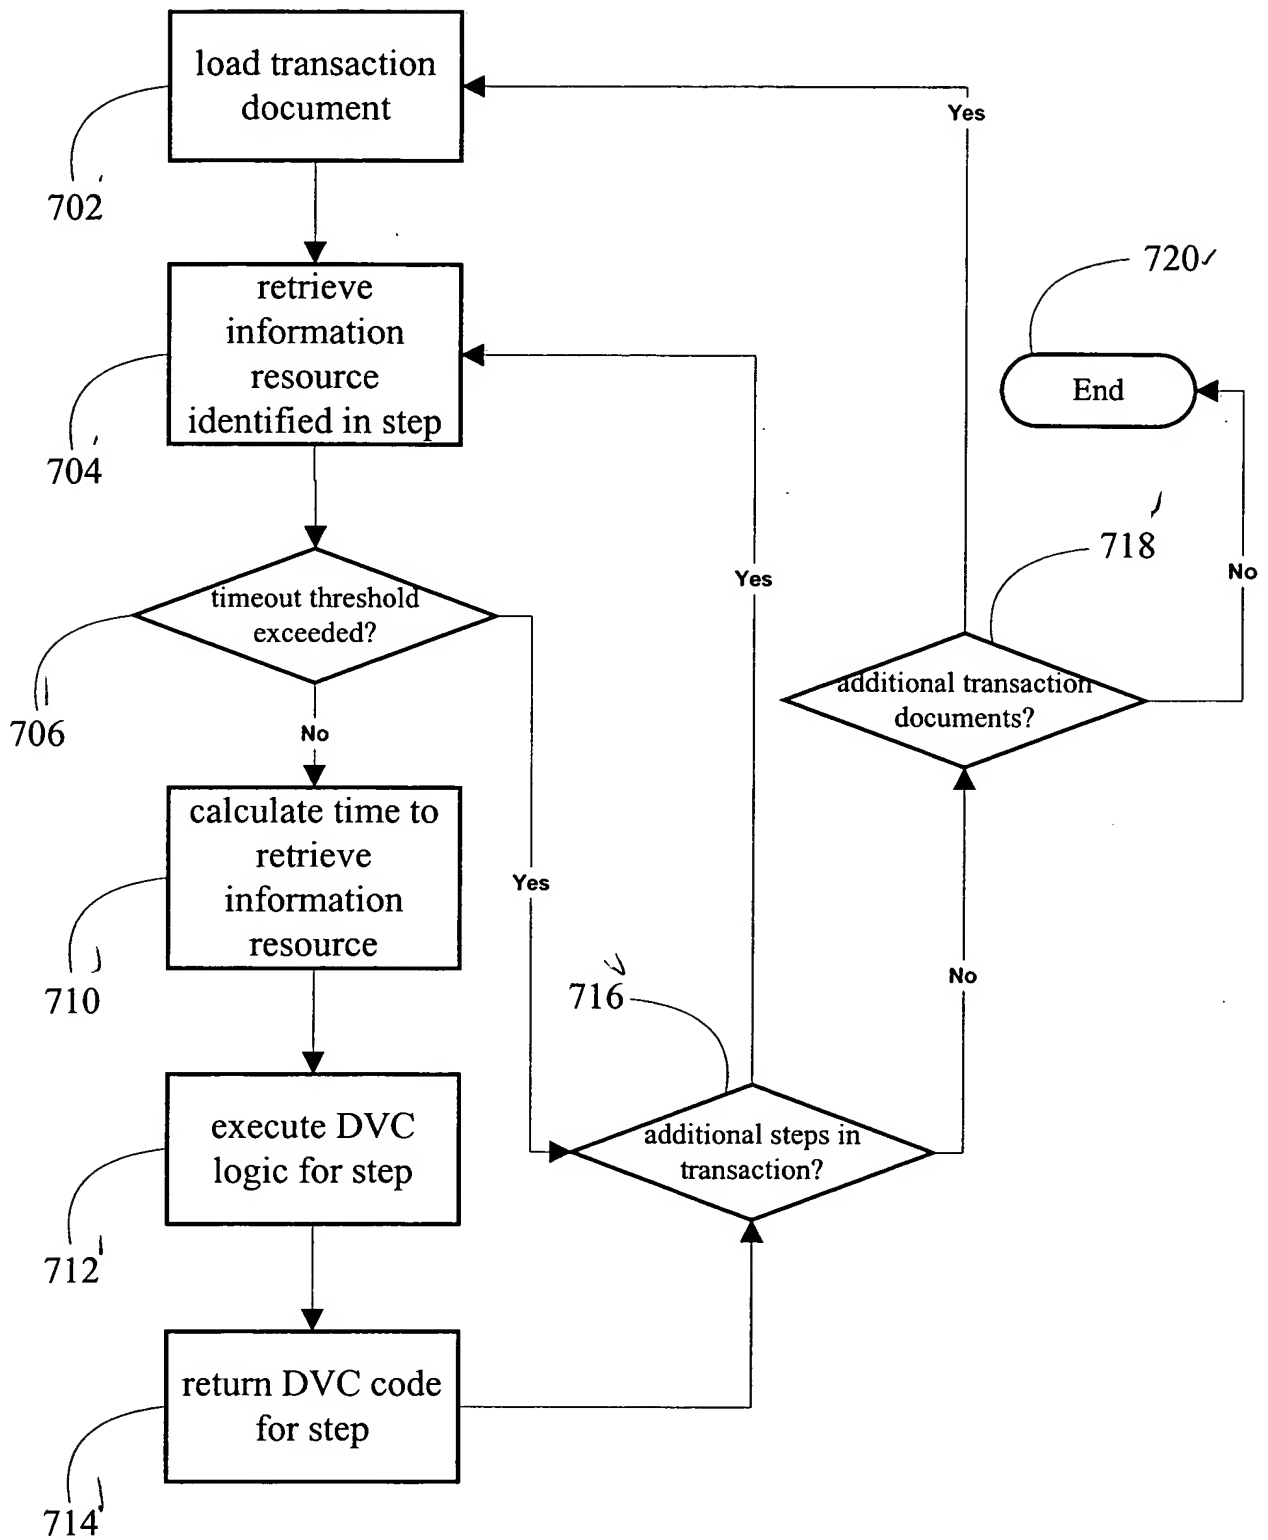 load transaction
document
Yes
702
720
retrieve
information
resource
identified in step
End
704
718
Yes
No
timeout threshold
exceeded?
additional transaction
documents?
706
No
calculate time to
retrieve
information
resource
Yes
No
716
710
execute DVC
logic for step
additional steps in
transaction?
712
return DVC code
for step
714